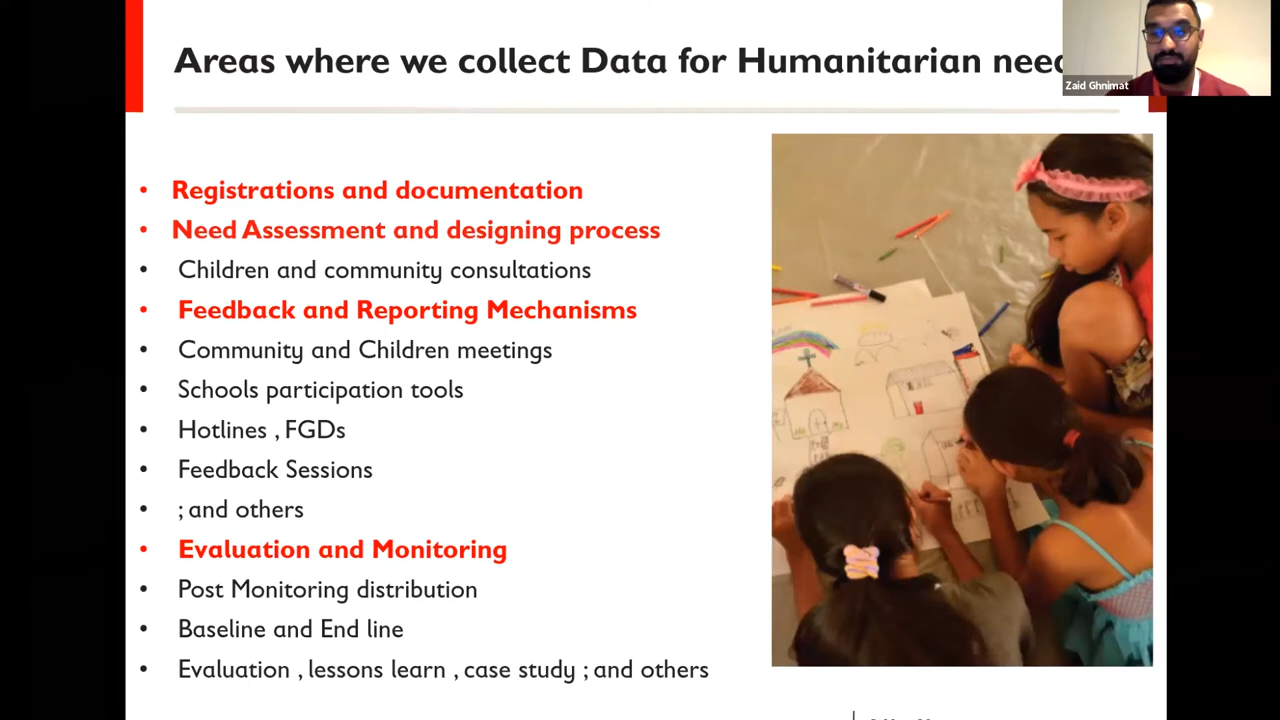 Areas where we collect Data for Humanitarian
Zaid Ghnimat
• Registrations and documentation
• Need Assessment and designing process
• Children and community consultations
• Feedback and Reporting Mechanisms
• Community and Children meetings
• Schools participation tools
• Hotlines , FGDs
• Feedback Sessions
• ; and others
• Evaluation and Monitoring
• Post Monitoring distribution
• Baseline and End line
• Evaluation , lessons learn , case study ; and others